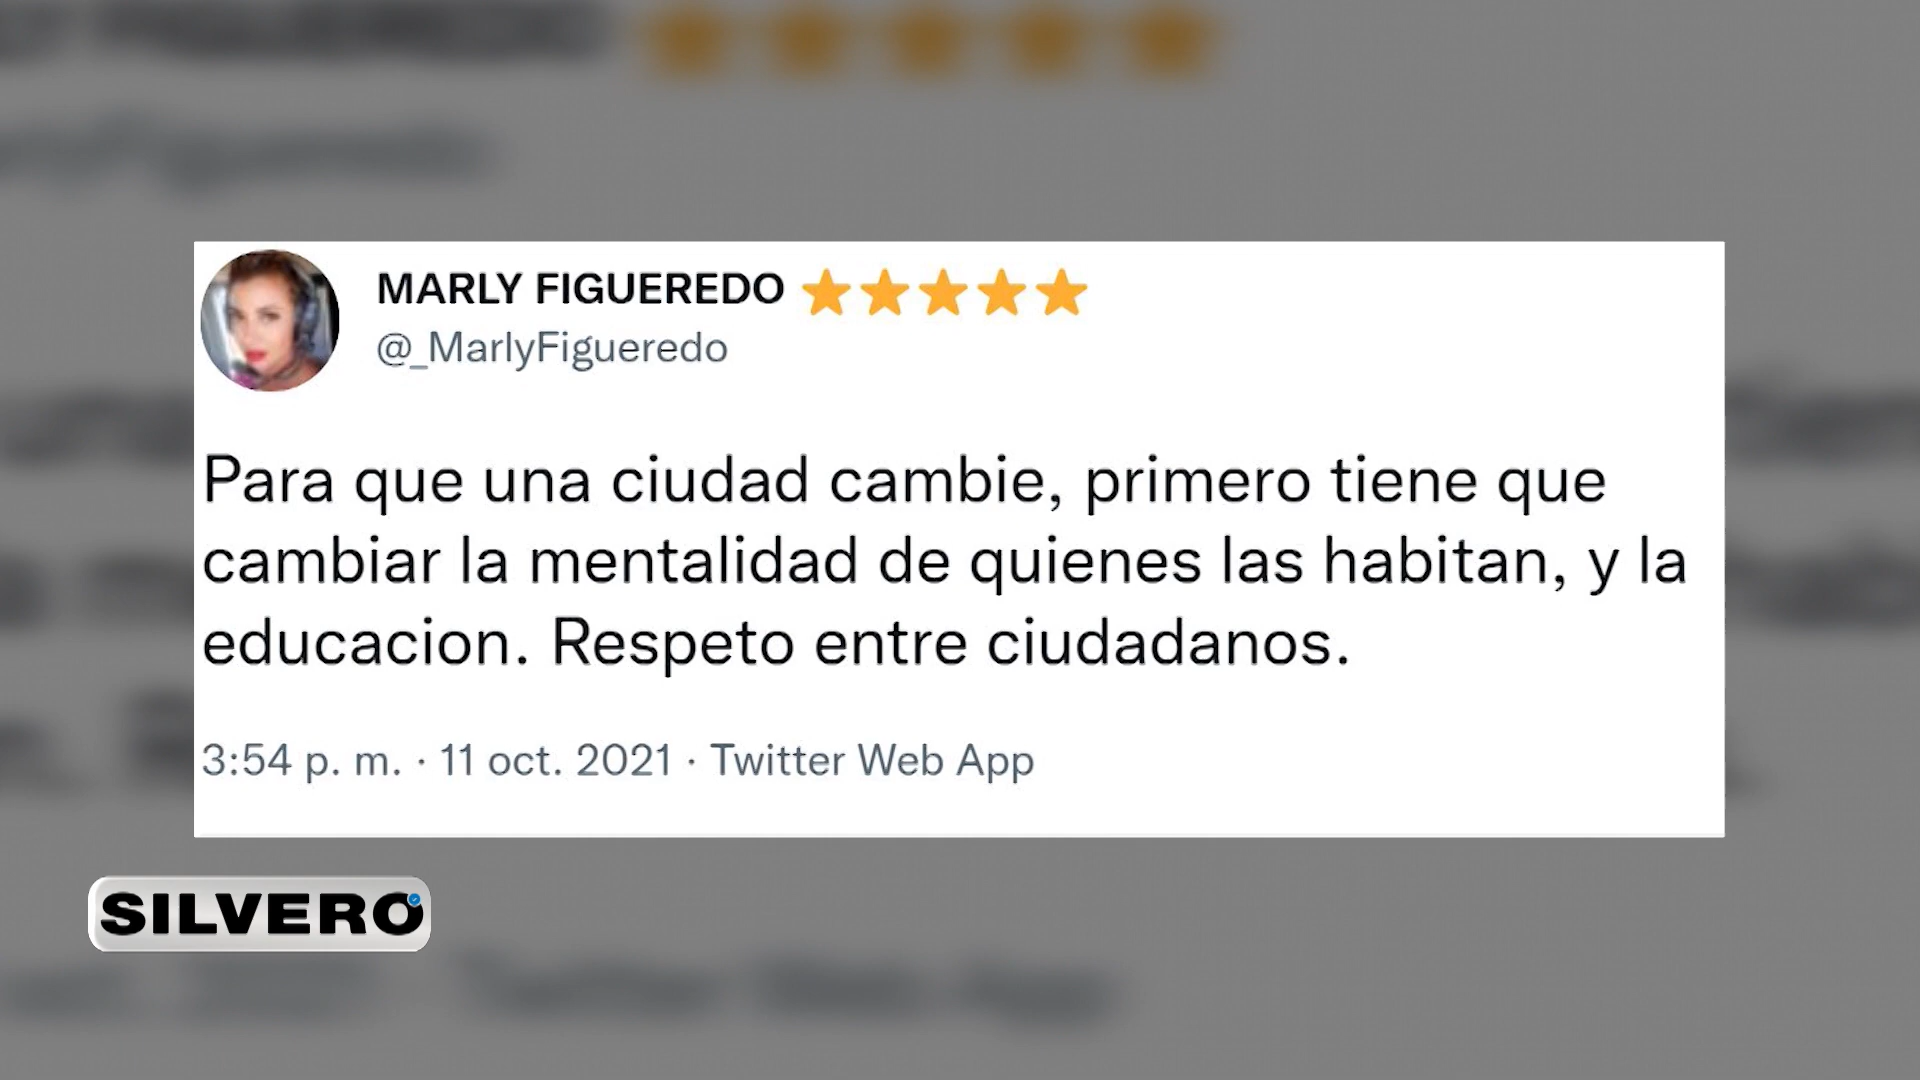 MARLY FIGUEREDO ⭐⭐⭐⭐⭐
@_MarlyFigueredo
Para que una ciudad cambie, primero tiene que
cambiar la mentalidad de quienes las habitan, y la
educacion. Respeto entre ciudadanos.
3:54 p. m. · 11 oct. 2021 · Twitter Web App
SILVERO